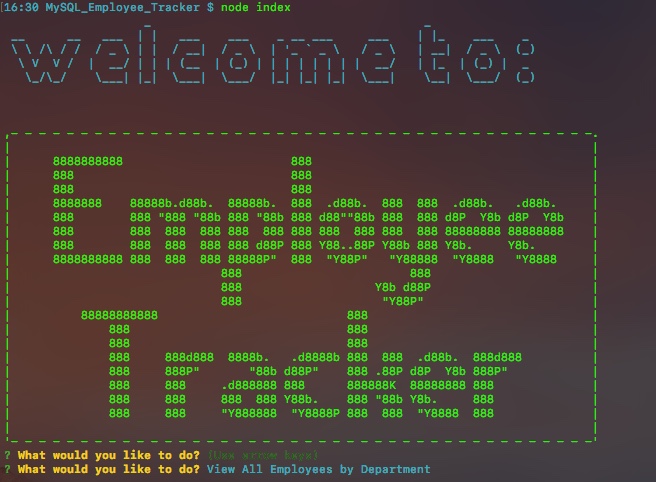 [16:30 MySQL_Employee_Tracker $ node index
welcome to:
Employee
Tracker
? What would you like to do? (Use arrow keys)
? What would you like to do? View All Employees by Department